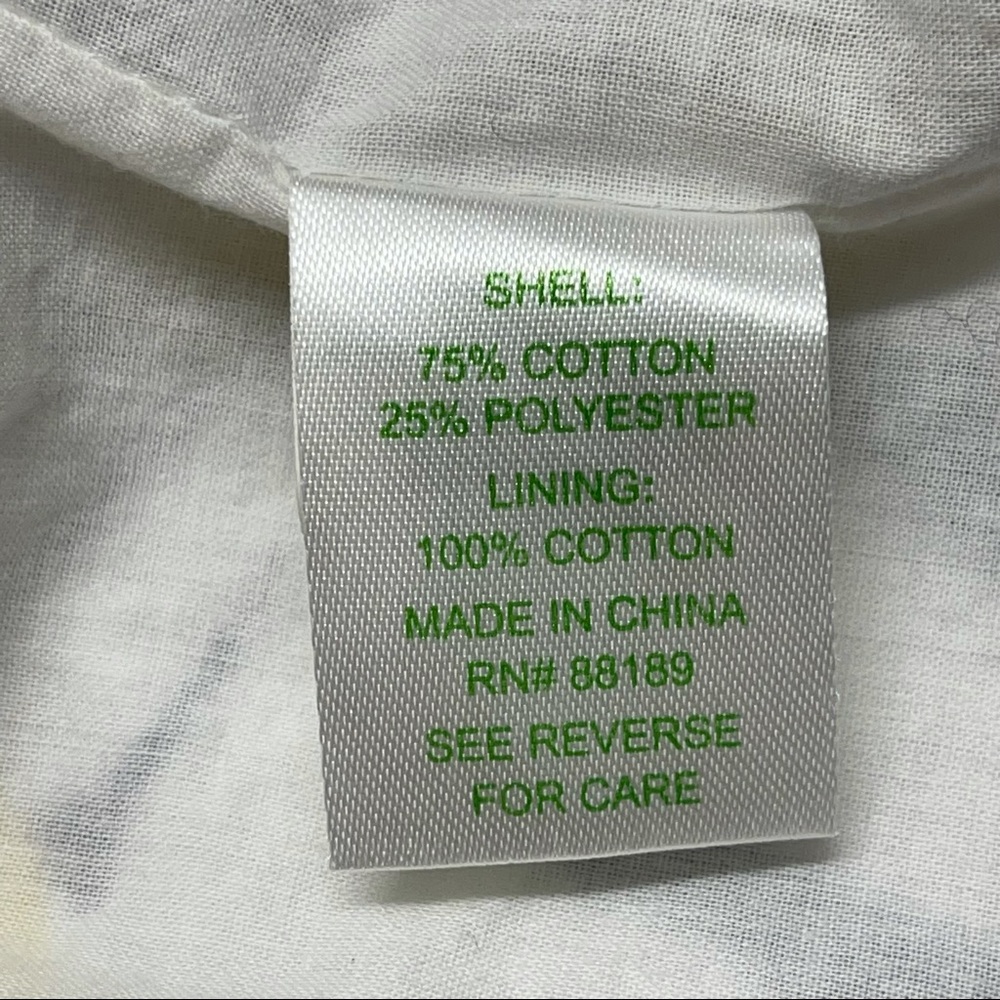 SHELL:
75% COTTON
25% POLYESTER
LINING:
100% COTTON
MADE IN CHINA
RN# 88189
SEE REVERSE
FOR CARE